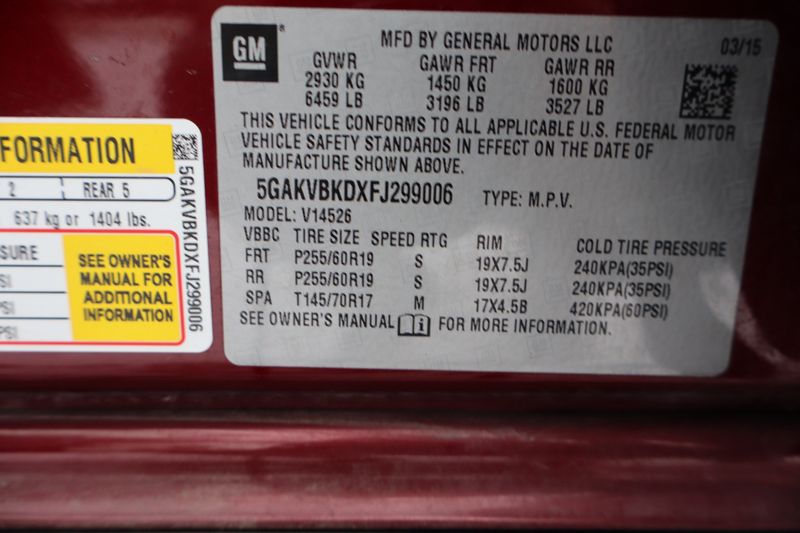 GM
MFD BY GENERAL MOTORS LLC 03/15
GVWR GAWR FRT GAWR RR
2930 KG 1450 KG 1600 KG
6459 LB 3196 LB 3527 LB
THIS VEHICLE CONFORMS TO ALL APPLICABLE U.S. FEDERAL MOTOR
VEHICLE SAFETY STANDARDS IN EFFECT ON THE DATE OF
MANUFACTURE SHOWN ABOVE.
5GAKVBKDXFJ299006 TYPE: M.P.V.
MODEL: V14526
VBBC TIRE SIZE SPEED RTG RIM COLD TIRE PRESSURE
FRT P255/60R19 S 19X7.5J 240KPA(35PSI)
RR P255/60R19 S 19X7.5J 240KPA(35PSI)
SPA T145/70R17 M 17X4.5B 420KPA(60PSI)
SEE OWNER'S MANUAL FOR MORE INFORMATION.
FORMATION
2 REAR 5
637 kg or 1404 lbs.
SURE
SI
PSI
PSI
SEE OWNER'S
MANUAL FOR
ADDITIONAL
INFORMATION
5GAKVBKDXFJ299006